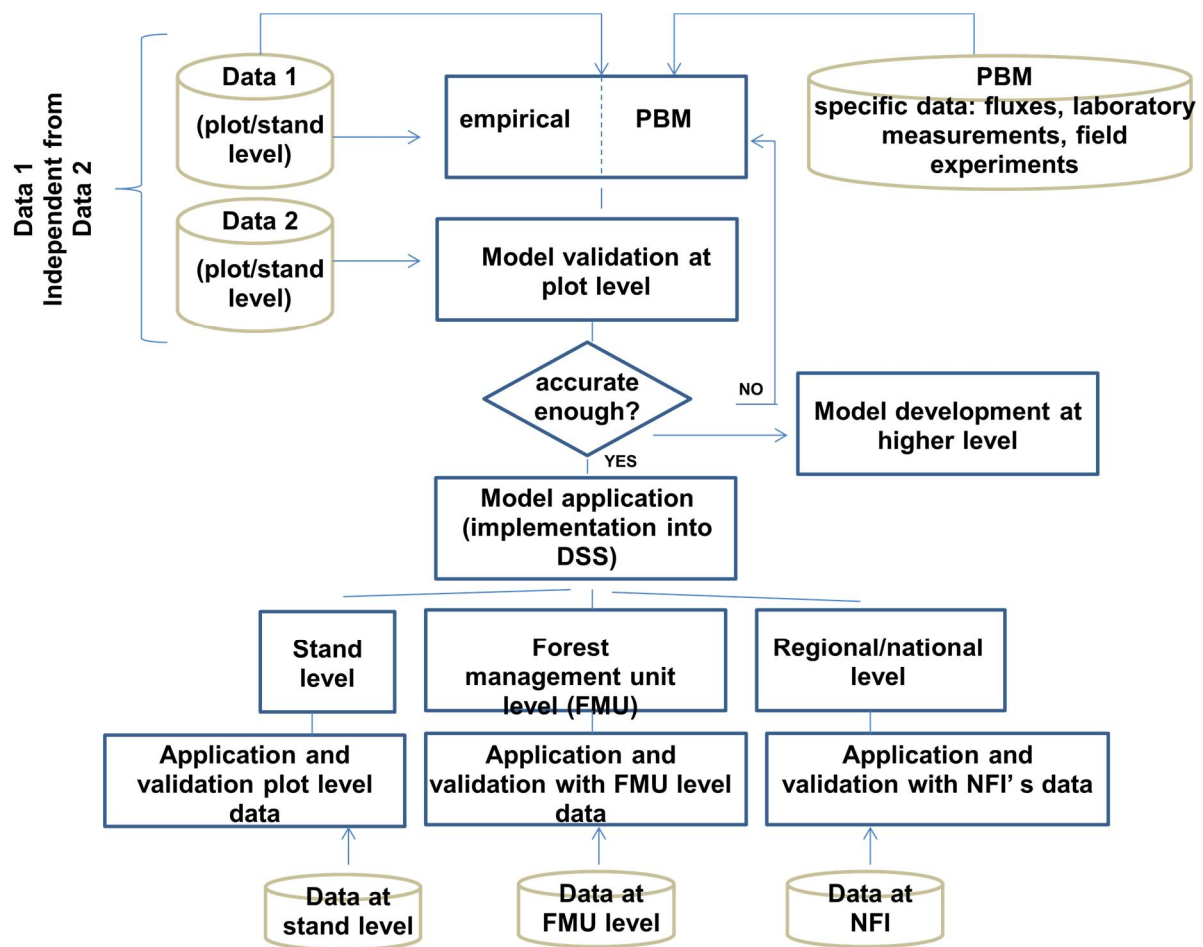 Data 1
Independent from
Data 2
Data 1
(plot/stand
level)
Data 2
(plot/stand
level)
empirical
PBM
PBM
specific data: fluxes, laboratory
measurements, field
experiments
Model validation at
plot level
accurate
enough?
NO
YES
Model development at
higher level
Model application
(implementation into
DSS)
Stand
level
Forest
management unit
level (FMU)
Regional/national
level
Application and
validation plot level
data
Application and
validation with FMU level
data
Application and
validation with NFI' s data
Data at
stand level
Data at
FMU level
Data at
NFI